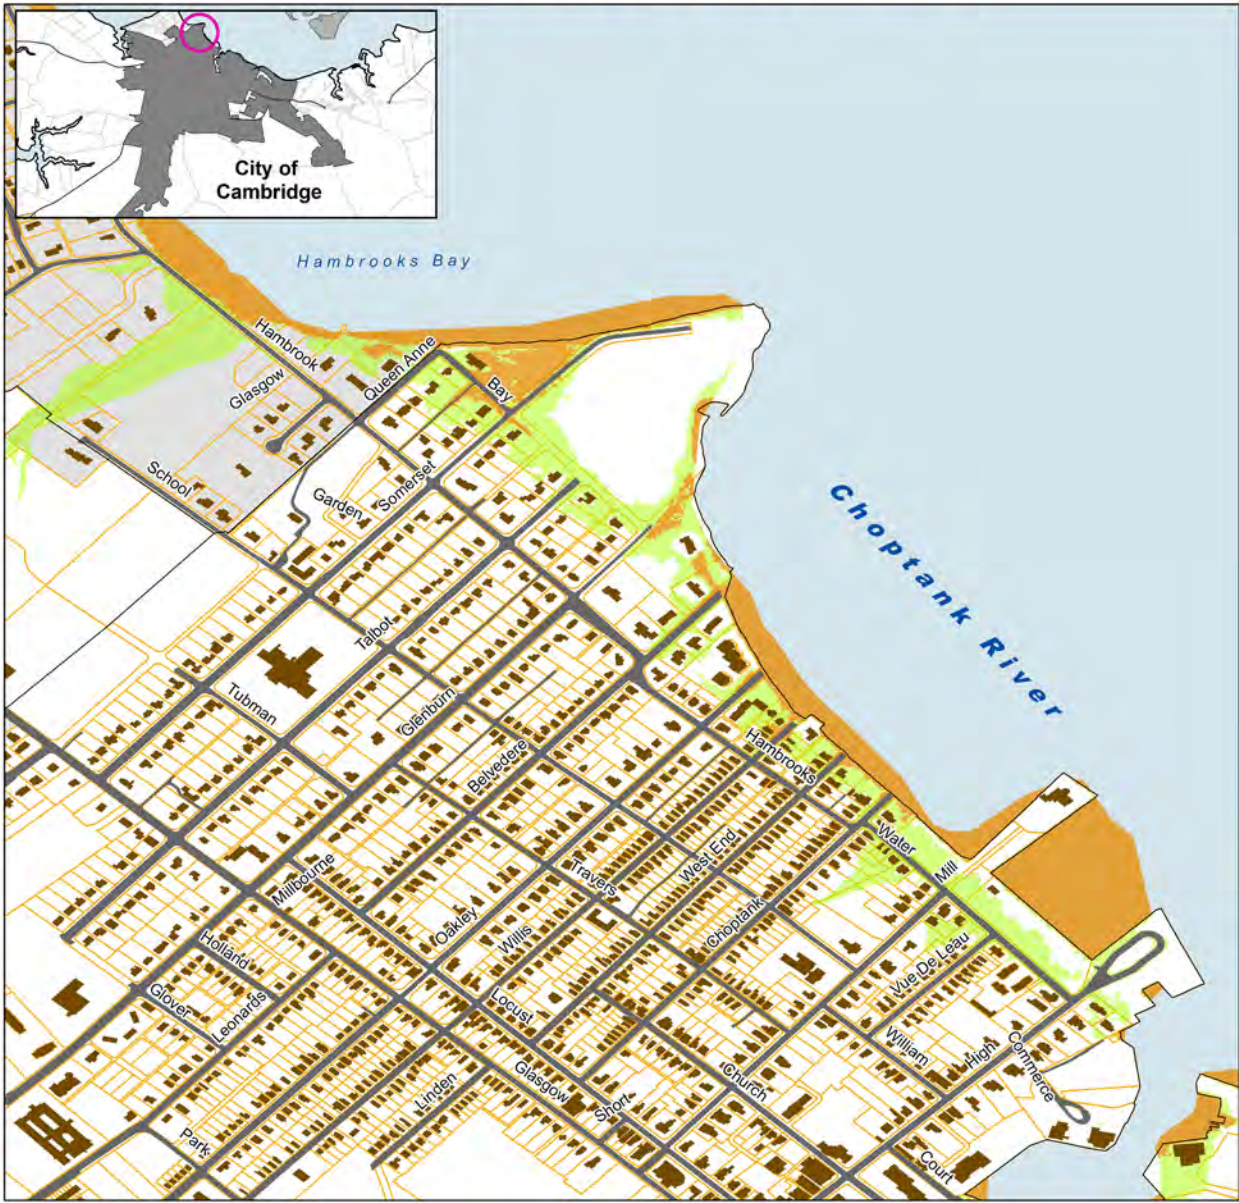 City of
Cambridge
Hambrooks Bay
Hambrook
Queen Anne
Glasgow
Bay
School
Garden
Somerset
Choptank River
Talbot
Tubman
Glenburn
Belvedere
Hambrooks
Water
Mill
West End
Travers
Millbourne
Choptank
Oakley
Willis
Holland
Vue De Leau
Glover
Leonards
Locust
William
High
Commerce
Glasgow
Church
Linden
Short
Park
Court